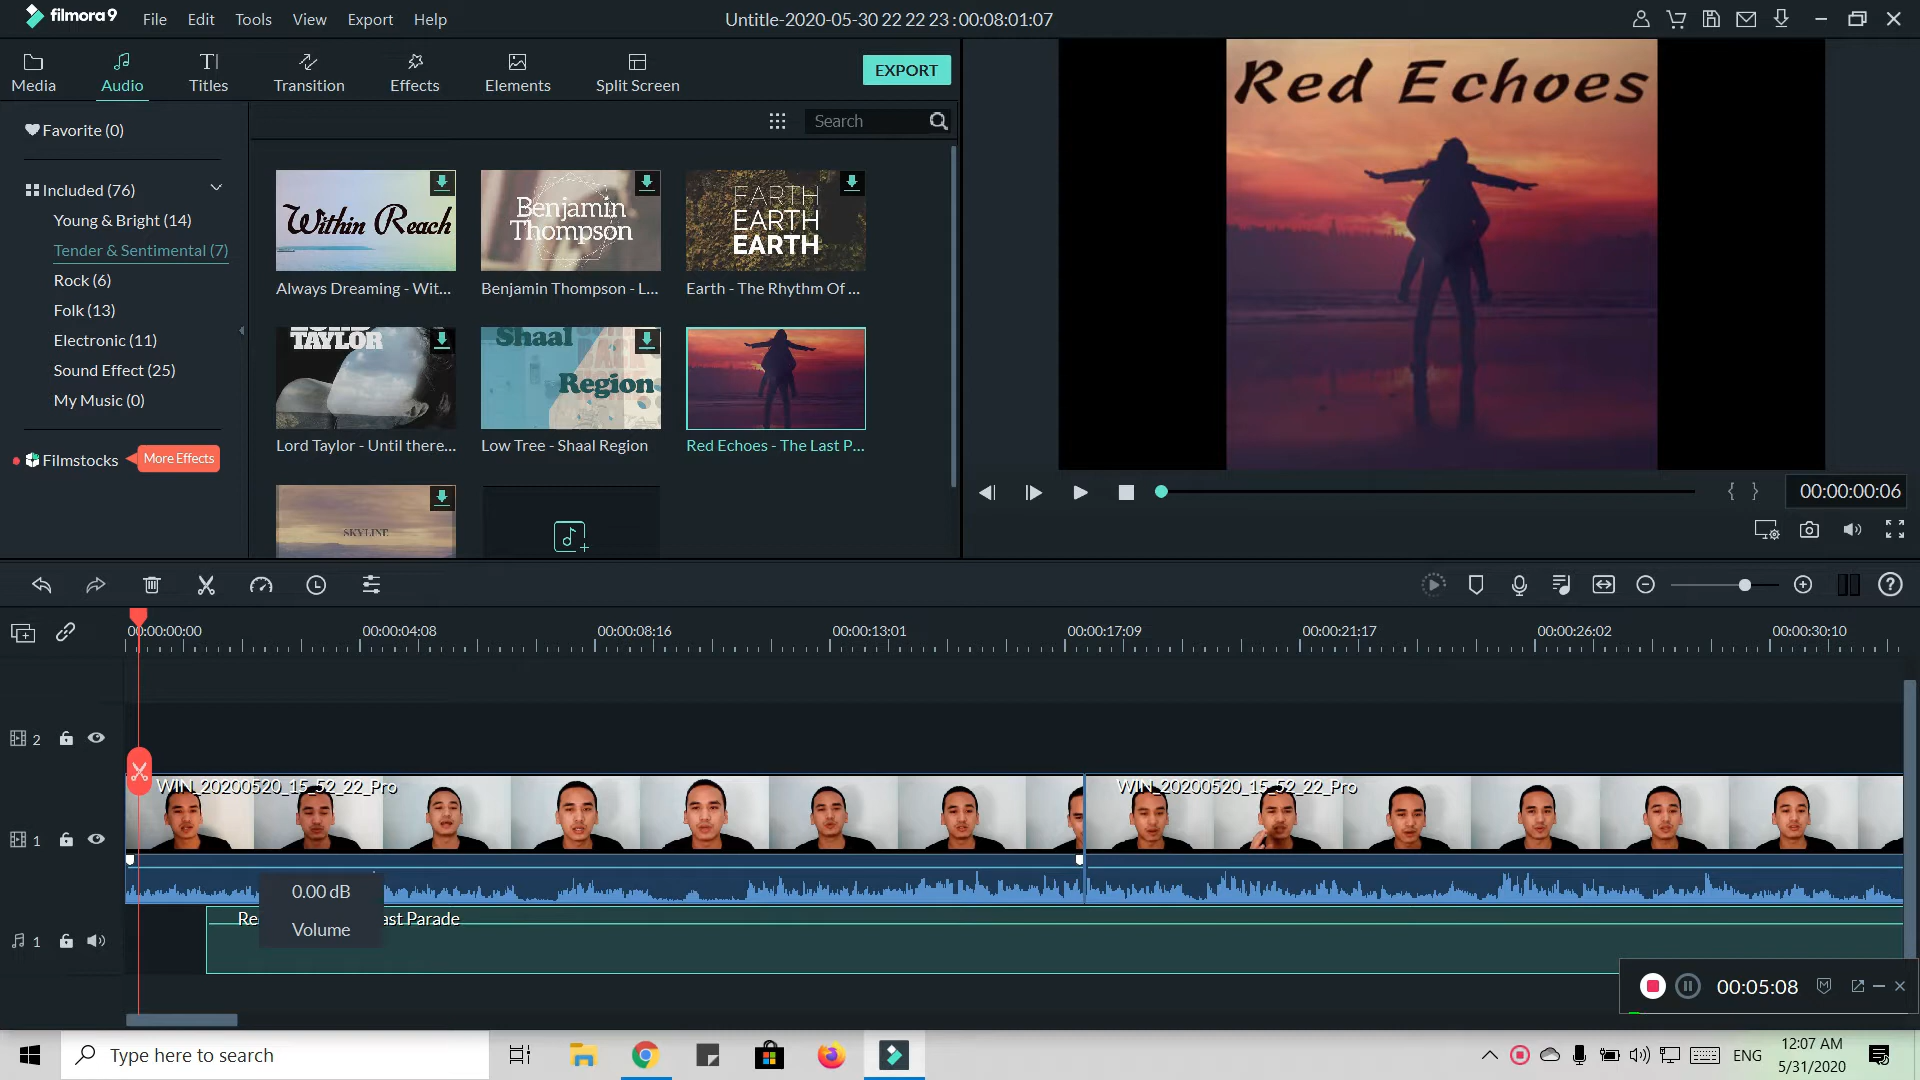 filmora9 File Edit Tools View Export Help Untitle-2020-05-30 22 22 23 : 00:08:01:07
Media Audio Titles Transition Effects Elements Split Screen EXPORT
Favorite (0)
Search
Included (76)
Young & Bright (14)
Tender & Sentimental (7)
Rock (6)
Folk (13)
Electronic (11)
Sound Effect (25)
My Music (0)
Filmstocks More Effects
Within Reach
Benjamin
Thompson
EARTH
EARTH
EARTH
Always Dreaming - Wit...
Benjamin Thompson - L...
Earth - The Rhythm Of ...
LORD
TAYLOR
Shaal
Region
Lord Taylor - Until there...
Low Tree - Shaal Region
Red Echoes - The Last P...
SKYLINE
Red Echoes
00:00:00:06
00:00:00:00 00:00:04:08 00:00:08:16 00:00:13:01 00:00:17:09 00:00:21:17 00:00:26:02 00:00:30:10
2
WIN_20200520_15_52_22_Pro WIN_20200520_15_52_22_Pro
1
0.00 dB
Volume
Re ast Parade
1
00:05:08
Type here to search
ENG
12:07 AM
5/31/2020